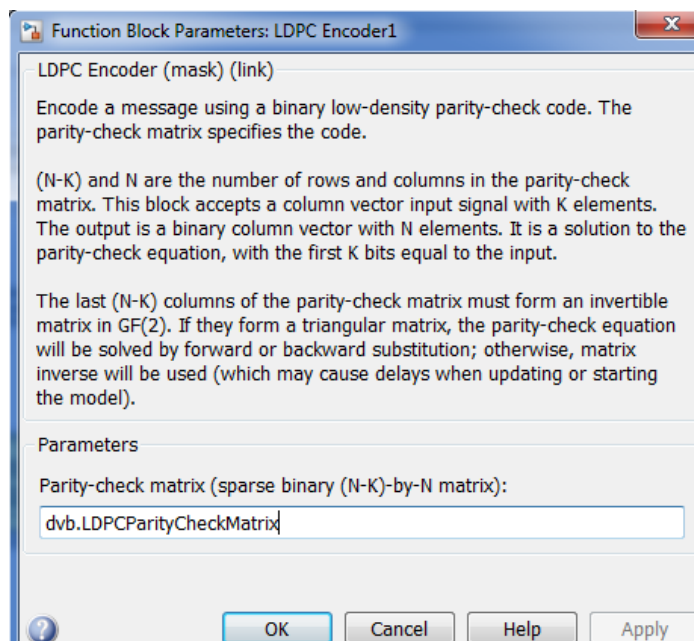 Function Block Parameters: LDPC Encoder1
LDPC Encoder (mask) (link)
Encode a message using a binary low-density parity-check code. The
parity-check matrix specifies the code.
(N-K) and N are the number of rows and columns in the parity-check
matrix. This block accepts a column vector input signal with K elements.
The output is a binary column vector with N elements. It is a solution to the
parity-check equation, with the first K bits equal to the input.
The last (N-K) columns of the parity-check matrix must form an invertible
matrix in GF(2). If they form a triangular matrix, the parity-check equation
will be solved by forward or backward substitution; otherwise, matrix
inverse will be used (which may cause delays when updating or starting
the model).
Parameters
Parity-check matrix (sparse binary (N-K)-by-N matrix):
dvb.LDPCParityCheckMatrix
? OK Cancel Help Apply